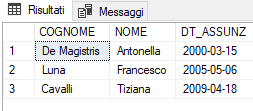 Risultati Messaggi
COGNOME NOME DT_ASSUNZ
1 De Magistris Antonella 2000-03-15
2 Luna Francesco 2005-05-06
3 Cavalli Tiziana 2009-04-18